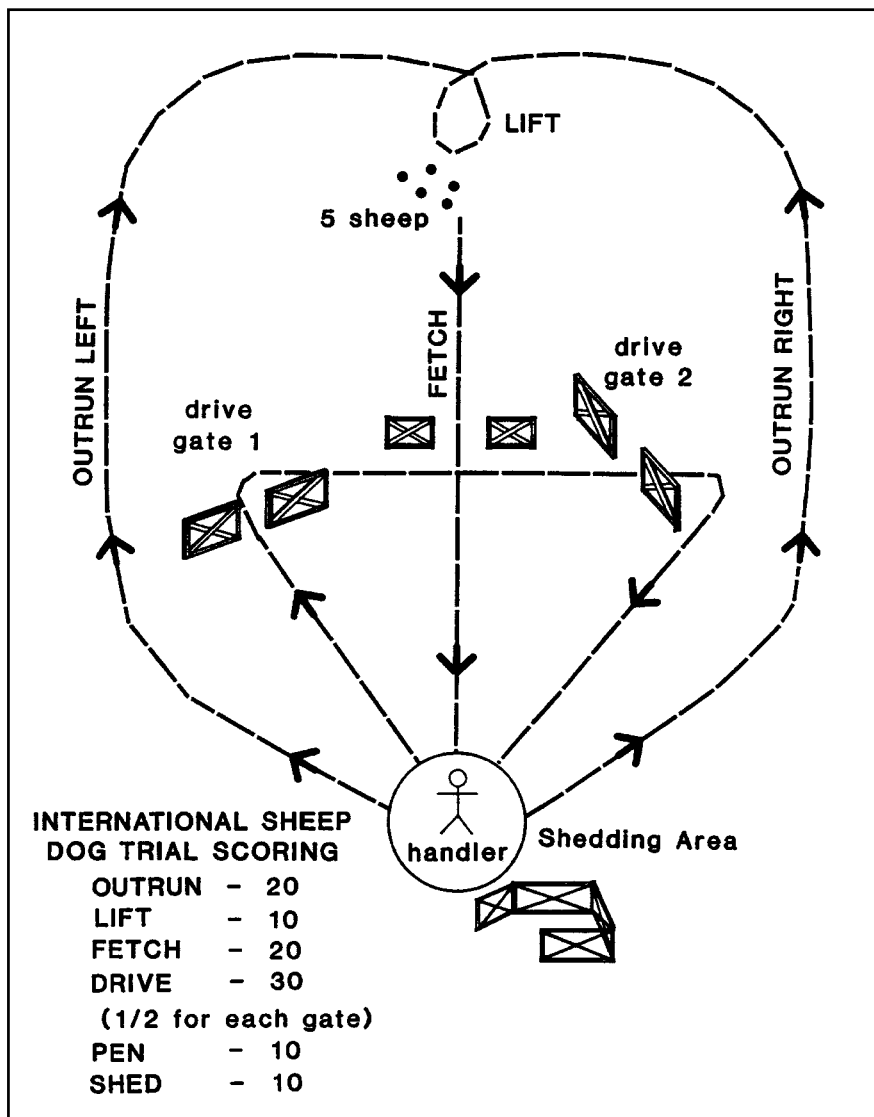 LIFT
5 sheep
OUTRUN LEFT
FETCH
OUTRUN RIGHT
drive
gate 2
drive
gate 1
handler
Shedding Area
INTERNATIONAL SHEEP
DOG TRIAL SCORING
OUTRUN - 20
LIFT - 10
FETCH - 20
DRIVE - 30
(1/2 for each gate)
PEN - 10
SHED - 10